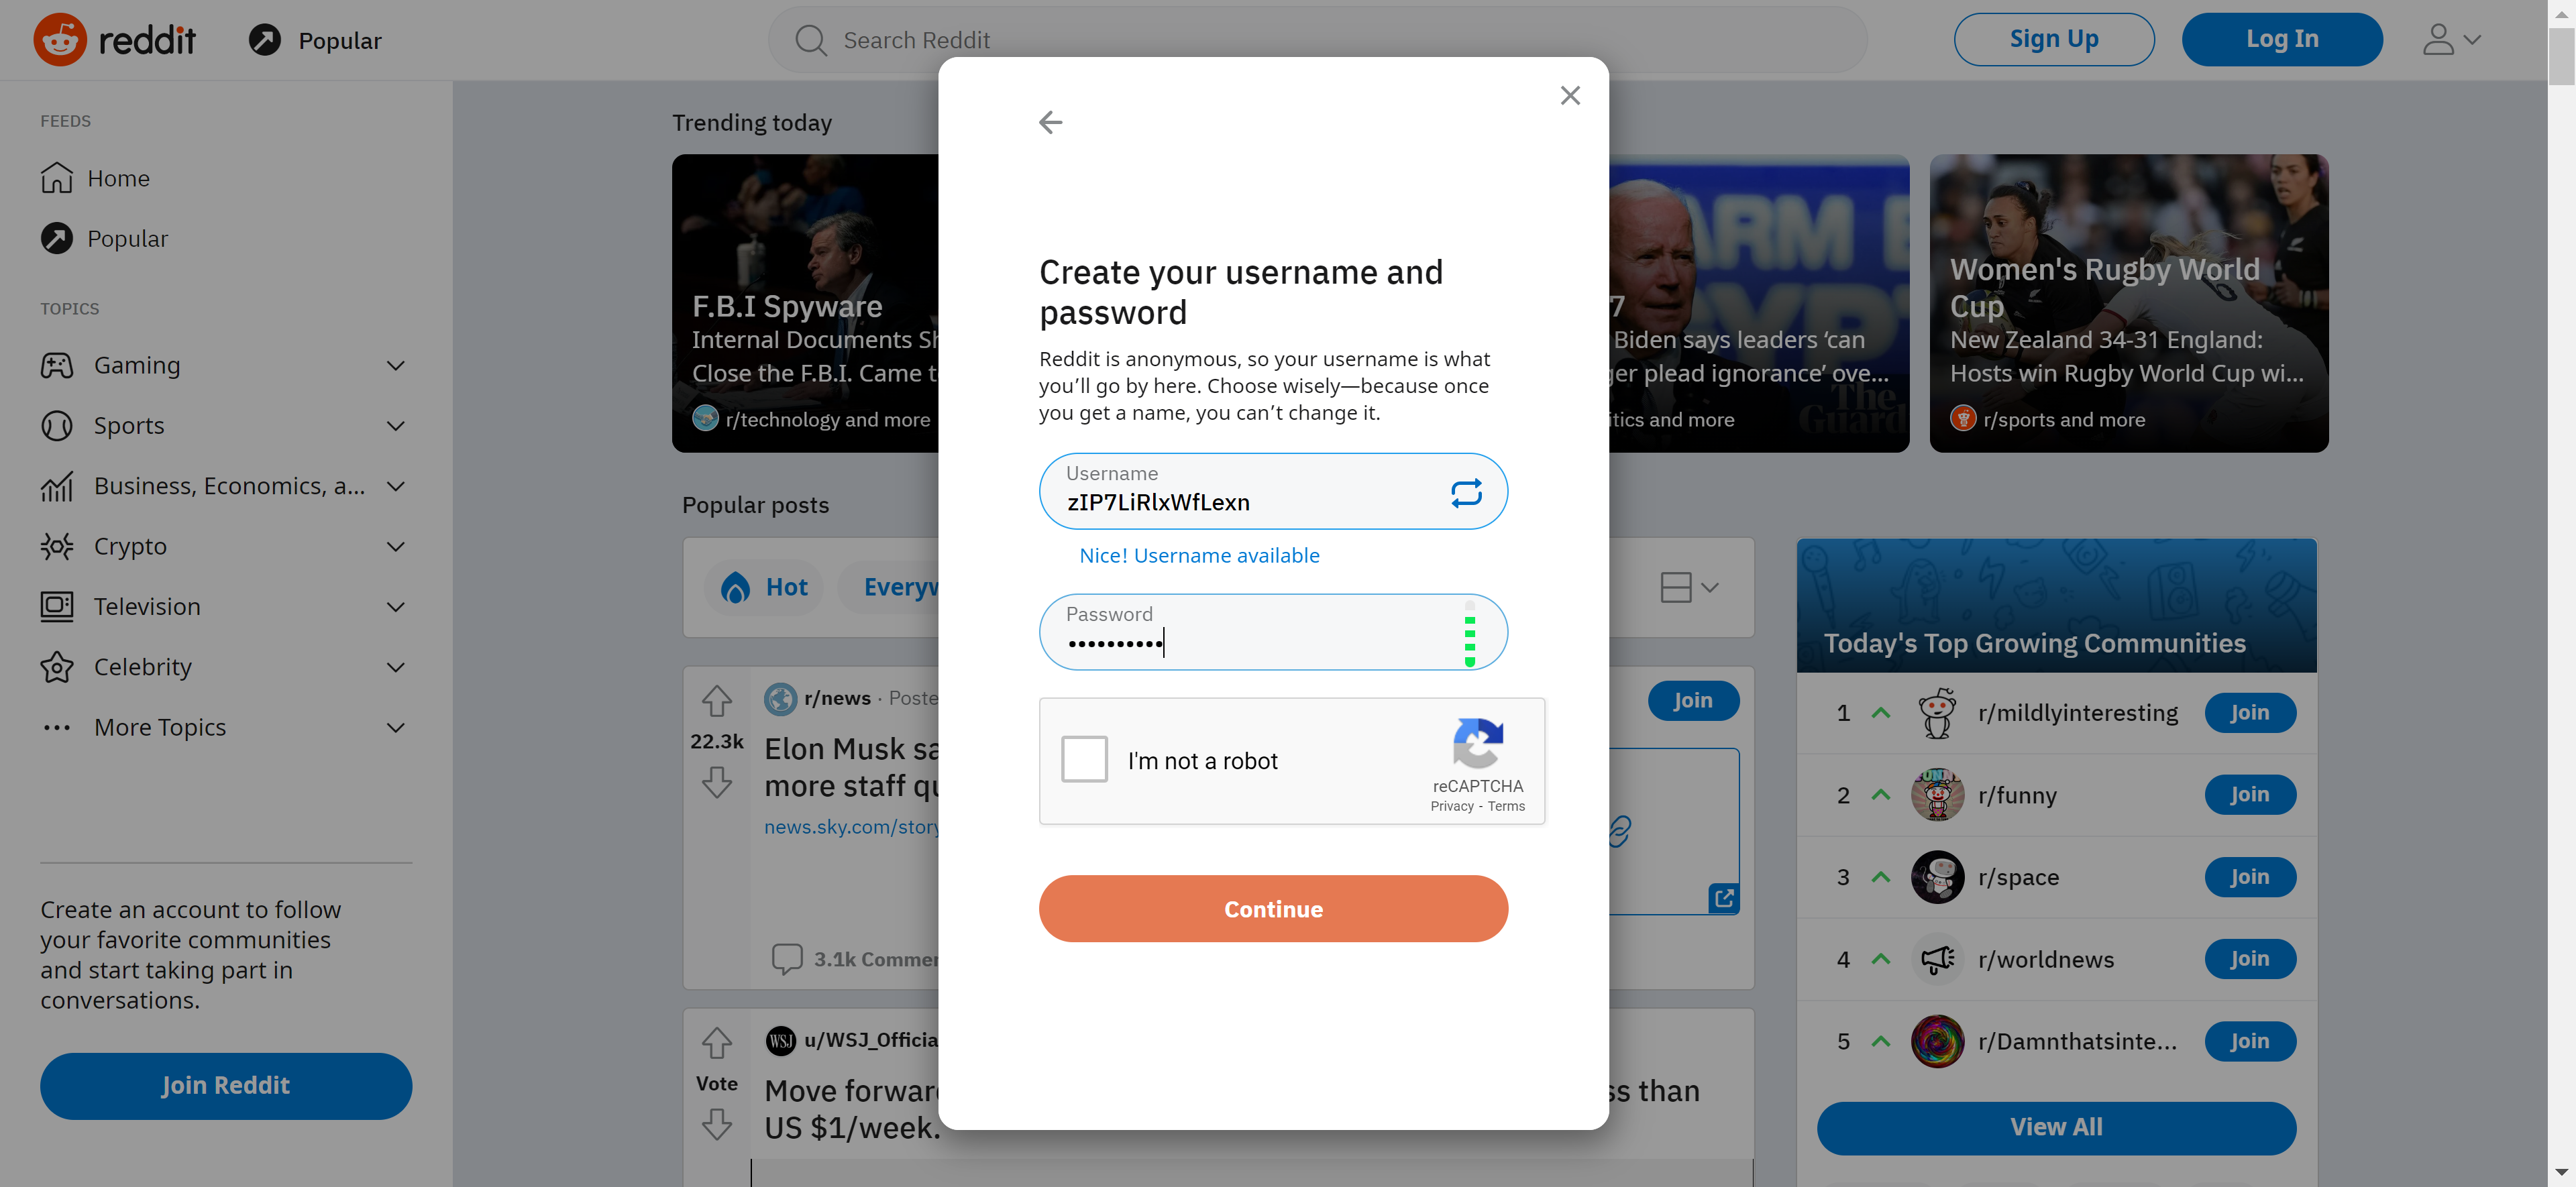 reddit
Popular
Search Reddit
Sign Up
Log In
FEEDS
Home
Popular
TOPICS
Gaming
Sports
Business, Economics, a...
Crypto
Television
Celebrity
More Topics
Create an account to follow
your favorite communities
and start taking part in
conversations.
Join Reddit
Trending today
F.B.I Spyware
Internal Documents Sh
Close the F.B.I. Came t
r/technology and more
7
Biden says leaders ‘can
ger plead ignorance’ ove...
itics and more
ARM E
The
Guard
Women's Rugby World
Cup
New Zealand 34-31 England:
Hosts win Rugby World Cup wi...
r/sports and more
Popular posts
Hot
Everyw
r/news · Poste
Join
22.3k
Elon Musk sa
more staff qu
news.sky.com/story
3.1k Commen
WSJ
u/WSJ_Officia
Vote
Move forward
ss than
US $1/week.
Create your username and
password
Reddit is anonymous, so your username is what
you’ll go by here. Choose wisely—because once
you get a name, you can’t change it.
Username
zIP7LiRlxWfLexn
Nice! Username available
Password
I'm not a robot
reCAPTCHA
Privacy - Terms
Continue
Today's Top Growing Communities
1 r/mildlyinteresting Join
2 r/funny Join
3 r/space Join
4 r/worldnews Join
5 r/Damnthatsinte... Join
View All